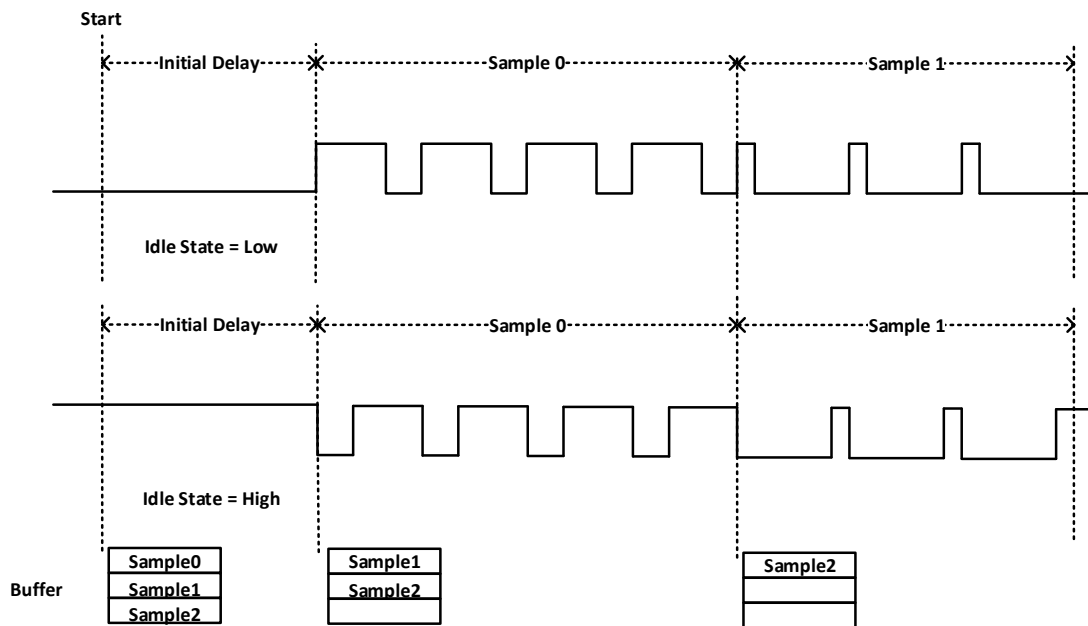 Start
Initial Delay
Sample 0
Sample 1
Idle State = Low
Initial Delay
Sample 0
Sample 1
Idle State = High
Buffer
Sample0
Sample1
Sample2
Sample1
Sample2
Sample2